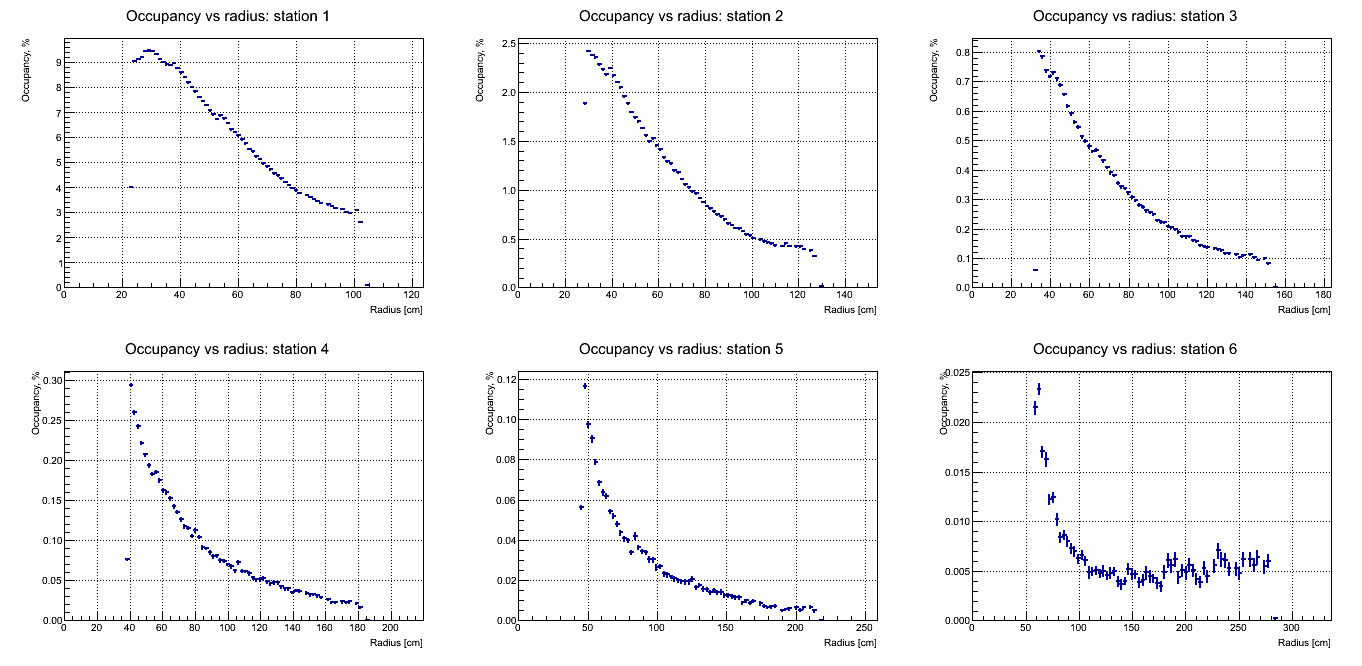 Occupancy vs radius: station 1
Occupancy, %
9
8
7
6
5
4
3
2
1
0
0 20 40 60 80 100 120
Radius [cm]
Occupancy vs radius: station 2
Occupancy, %
2.5
2.0
1.5
1.0
0.5
0.0
0 20 40 60 80 100 120 140
Radius [cm]
Occupancy vs radius: station 3
Occupancy, %
0.8
0.7
0.6
0.5
0.4
0.3
0.2
0.1
0.0
0 20 40 60 80 100 120 140 160 180
Radius [cm]
Occupancy vs radius: station 4
Occupancy, %
0.30
0.25
0.20
0.15
0.10
0.05
0.00
0 20 40 60 80 100 120 140 160 180 200
Radius [cm]
Occupancy vs radius: station 5
Occupancy, %
0.12
0.10
0.08
0.06
0.04
0.02
0.00
0 50 100 150 200 250
Radius [cm]
Occupancy vs radius: station 6
Occupancy, %
0.025
0.020
0.015
0.010
0.005
0.000
0 50 100 150 200 250 300
Radius [cm]